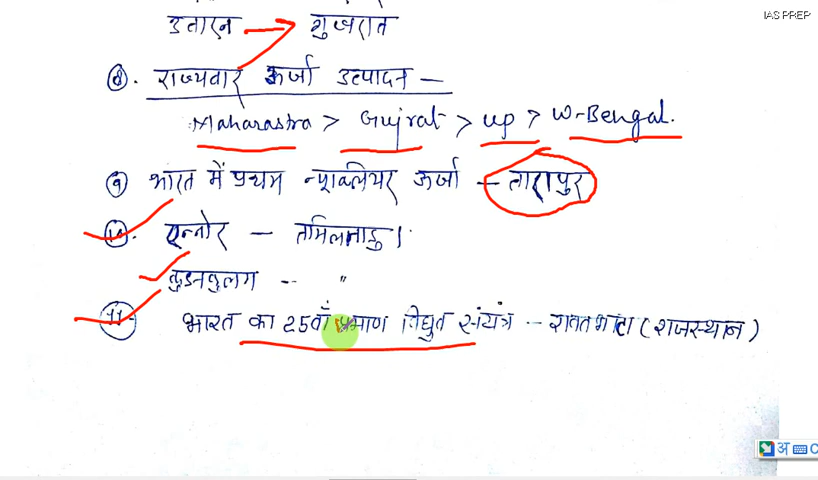 IAS PREP
उतारन → गुजरात
8. राज्यवार ऊर्जा उत्पादन –
Maharastra > Gujrat > up > W-Bengal.
9 भारत में प्रथम न्यूक्लियर ऊर्जा – तारापुर
10. एन्नोर – तमिलनाडु।
कुडनकुलम -- "
11- भारत का 25वाँ प्रमाण विधुत संयंत्र – रावतभाटा (राजस्थान)
अ